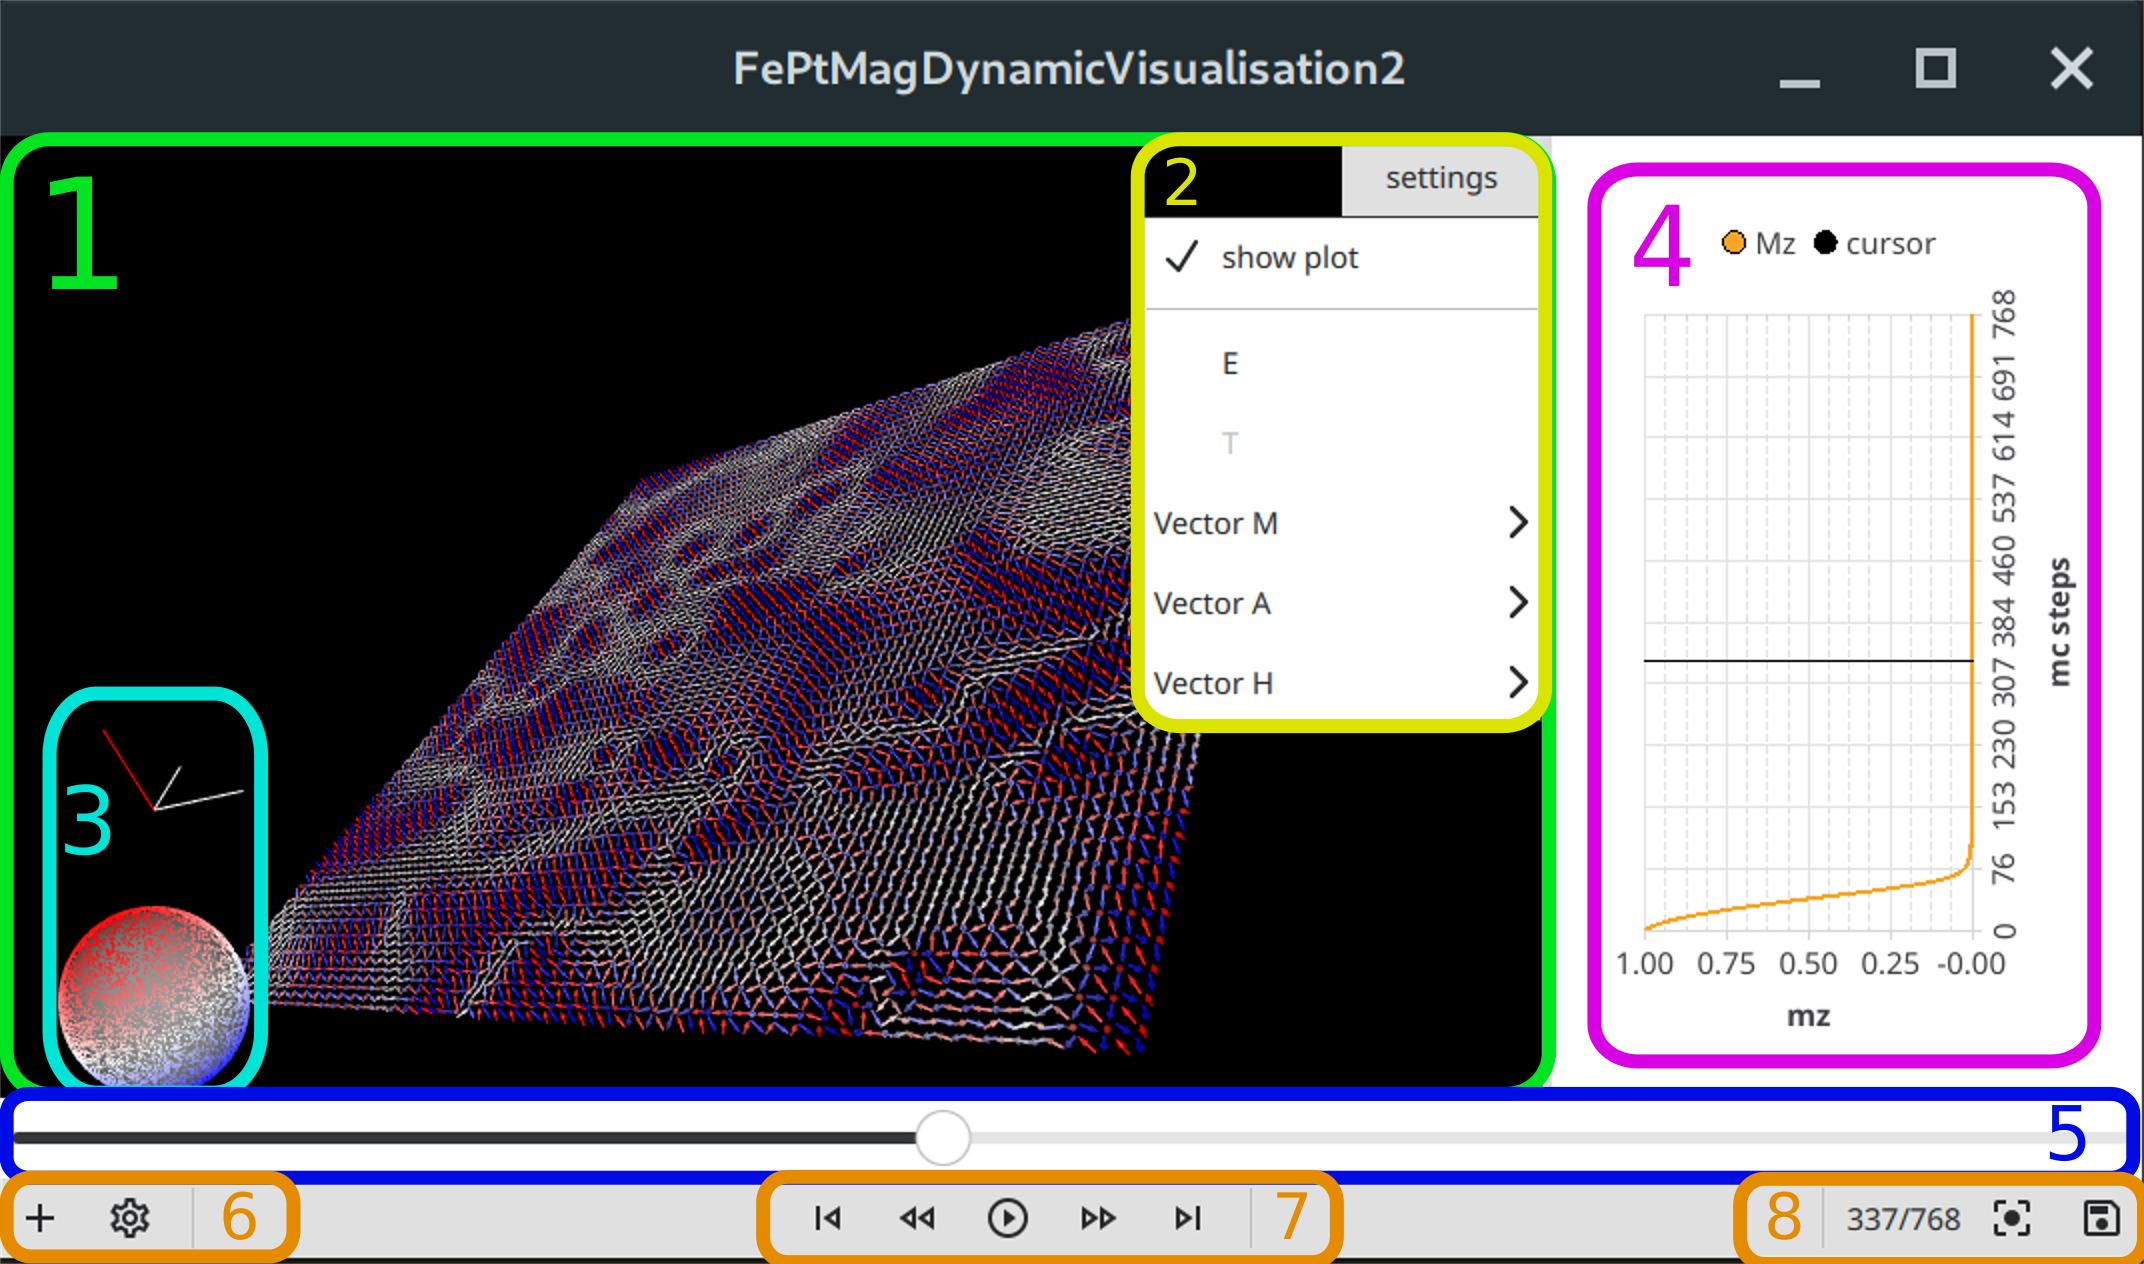 FePtMagDynamicVisualisation2
1
2
settings
show plot
E
T
Vector M
Vector A
Vector H
3
4
Mz cursor
768
691
614
537
460
384
307
230
153
76
0
mc steps
1.00 0.75 0.50 0.25 -0.00
mz
5
6
7
8
337/768